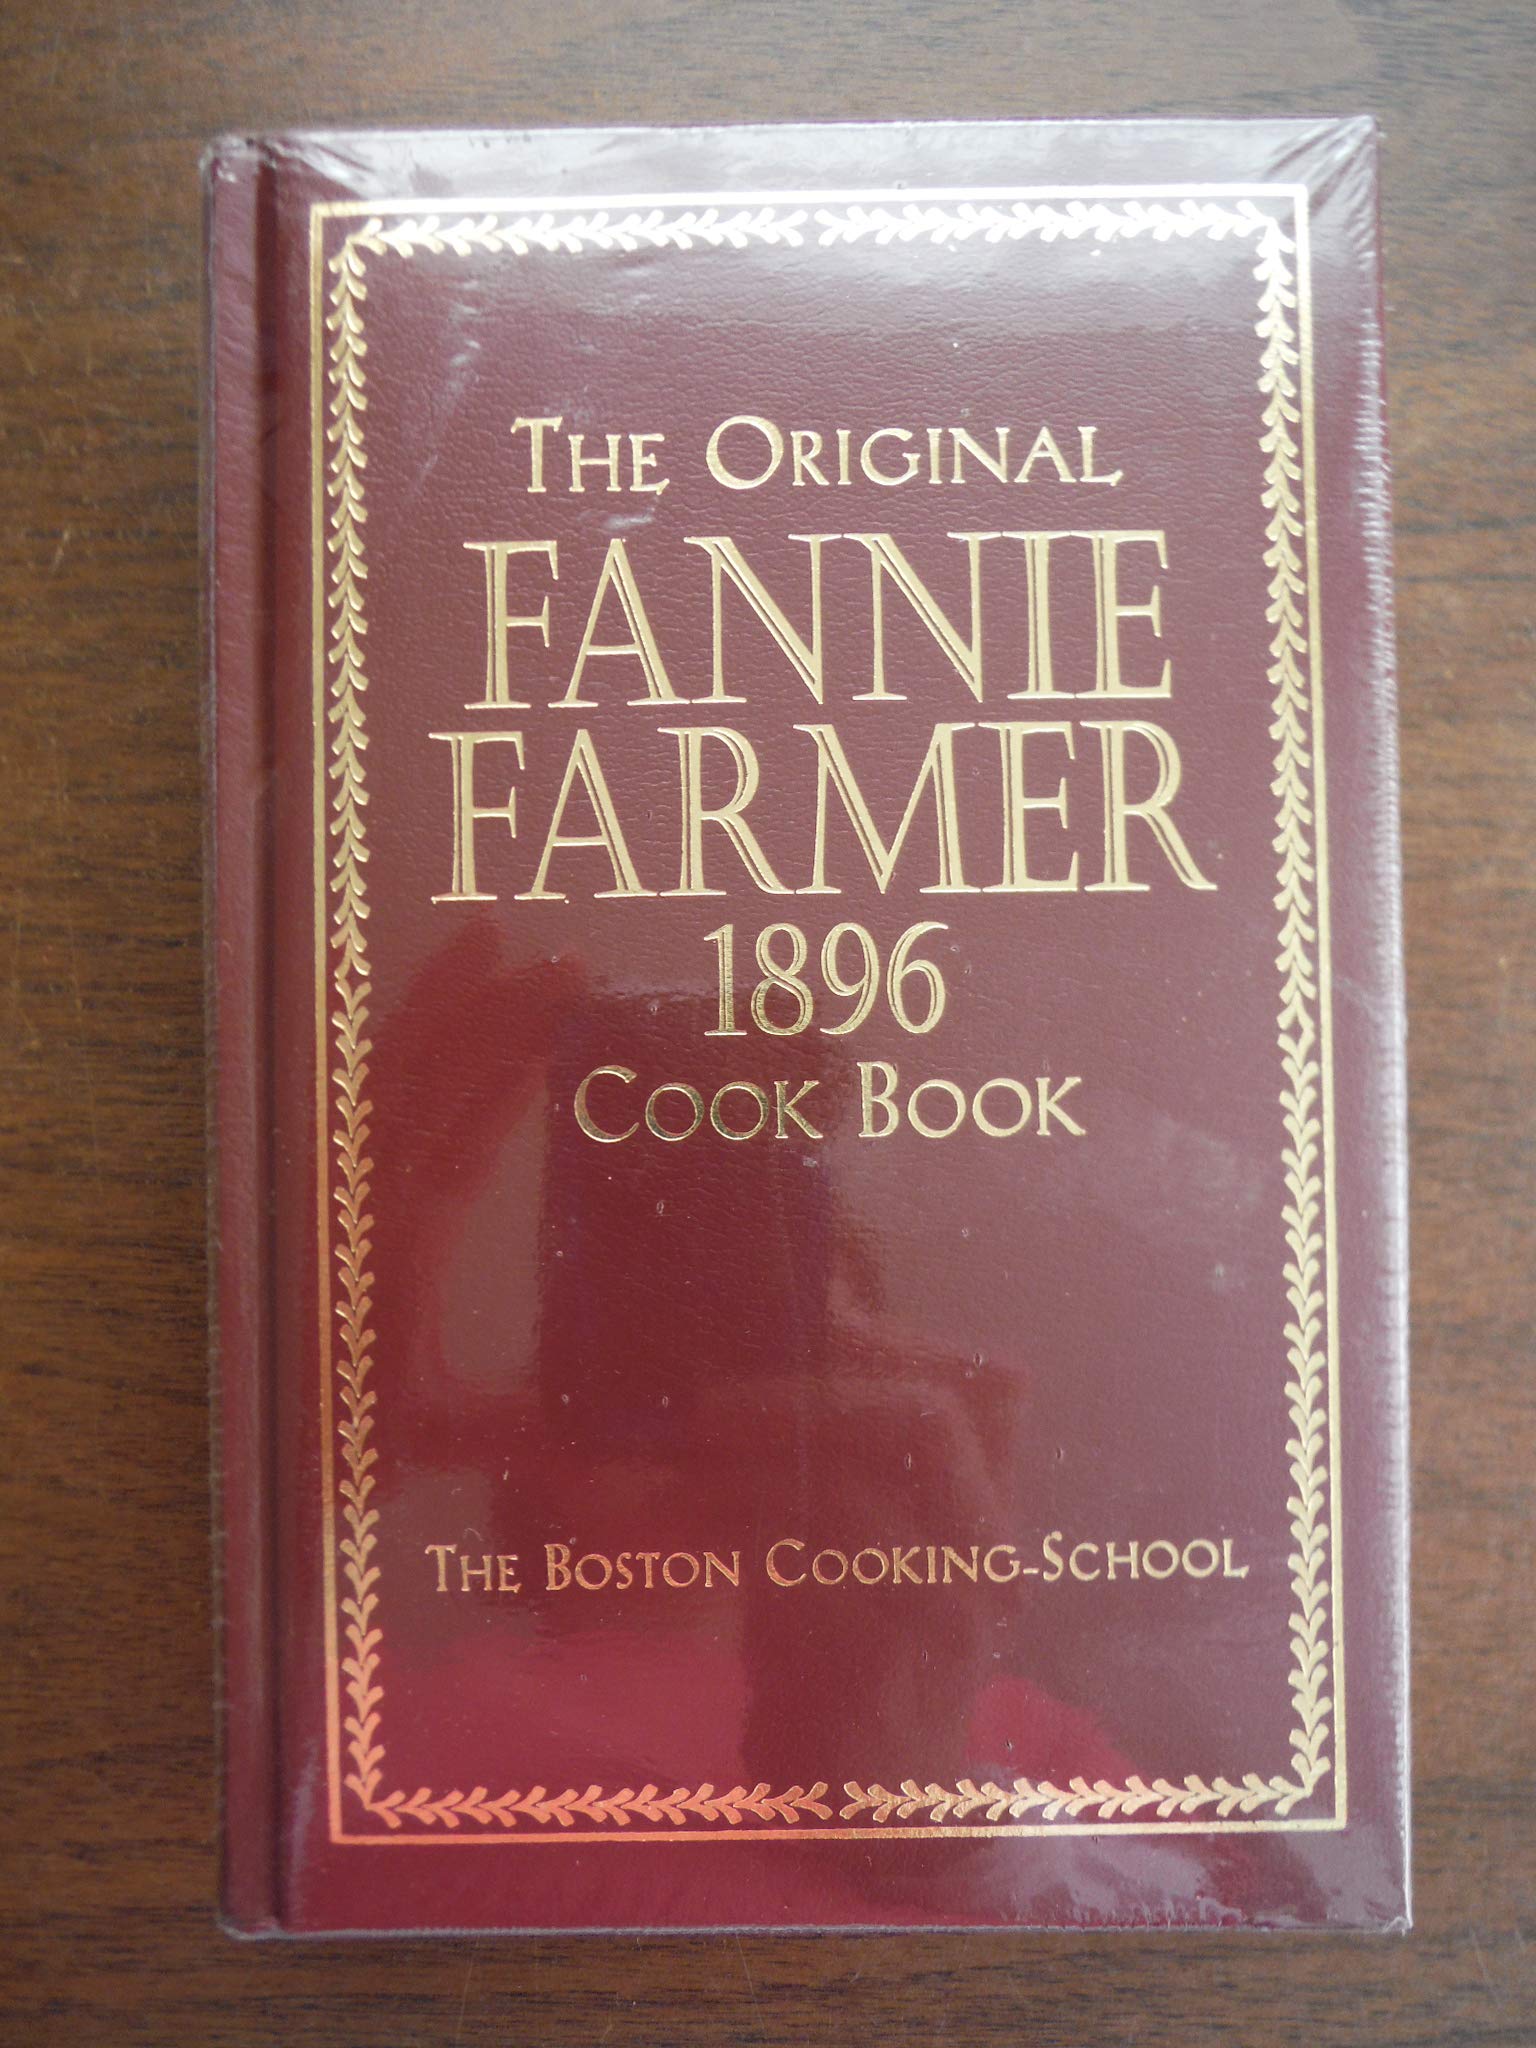 THE ORIGINAL
FANNIE
FARMER
1896
COOK BOOK
THE BOSTON COOKING-SCHOOL